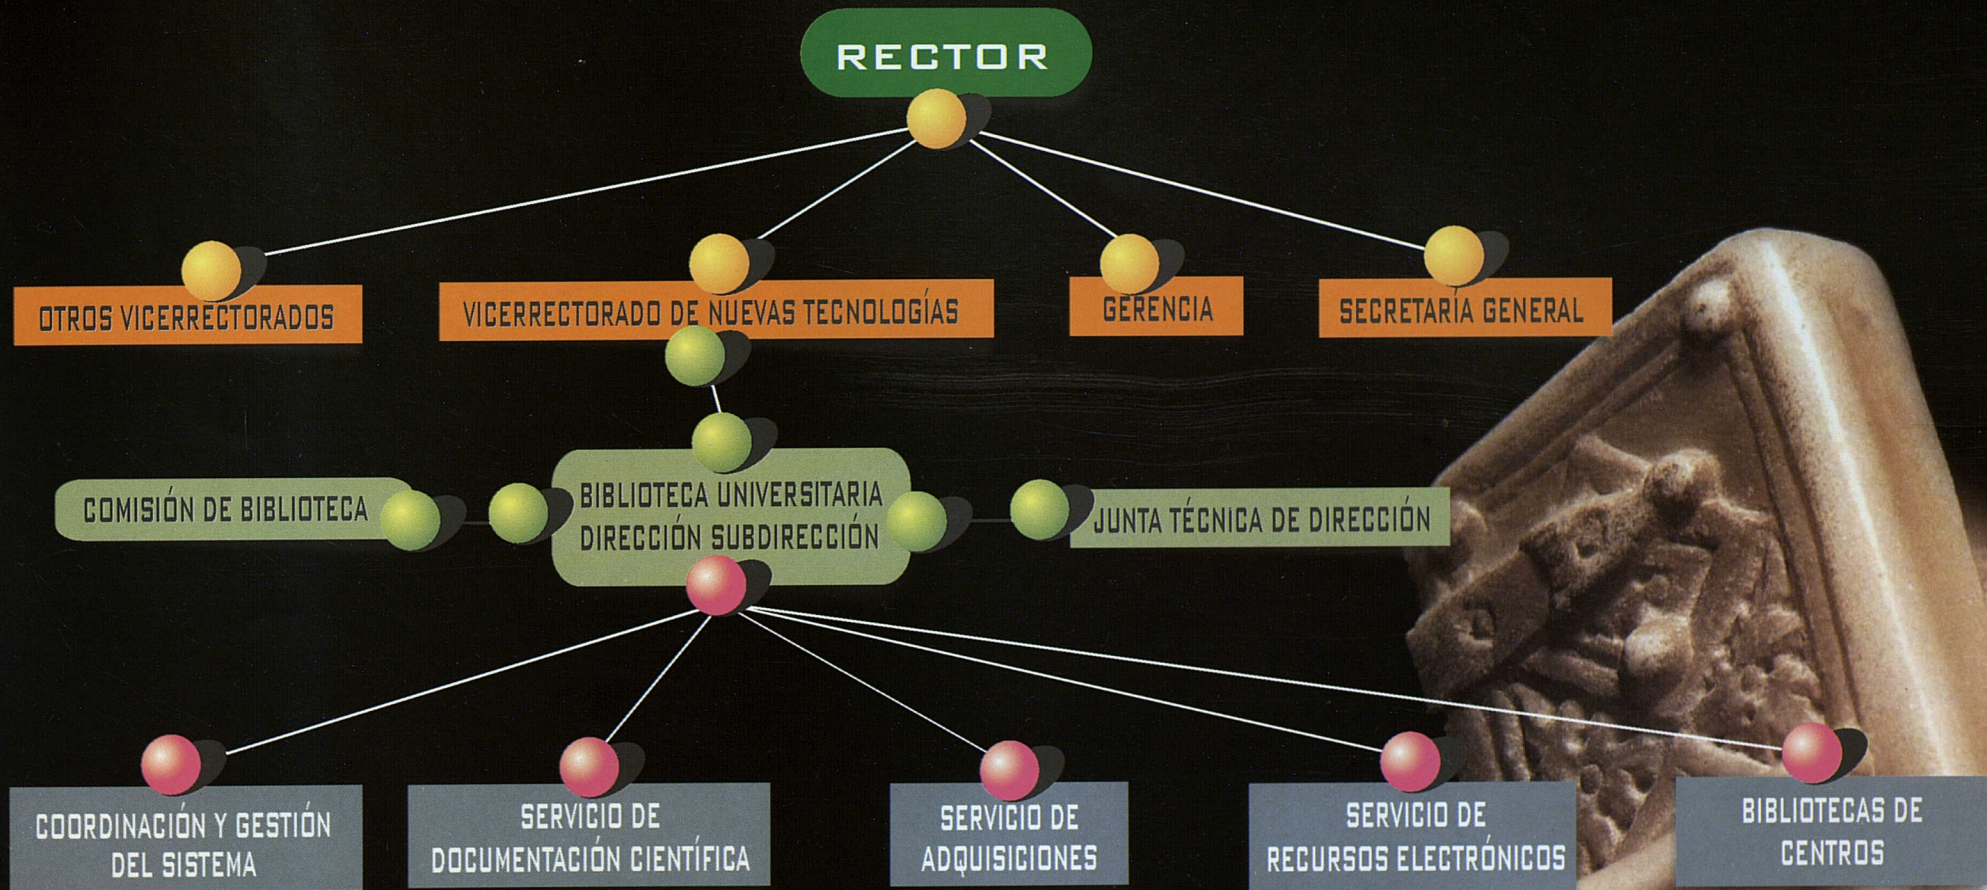 RECTOR
OTROS VICERRECTORADOS
VICERRECTORADO DE NUEVAS TECNOLOGÍAS
GERENCIA
SECRETARÍA GENERAL
COMISIÓN DE BIBLIOTECA
BIBLIOTECA UNIVERSITARIA
DIRECCIÓN SUBDIRECCIÓN
JUNTA TÉCNICA DE DIRECCIÓN
COORDINACIÓN Y GESTIÓN
DEL SISTEMA
SERVICIO DE
DOCUMENTACIÓN CIENTÍFICA
SERVICIO DE
ADQUISICIONES
SERVICIO DE
RECURSOS ELECTRÓNICOS
BIBLIOTECAS DE
CENTROS